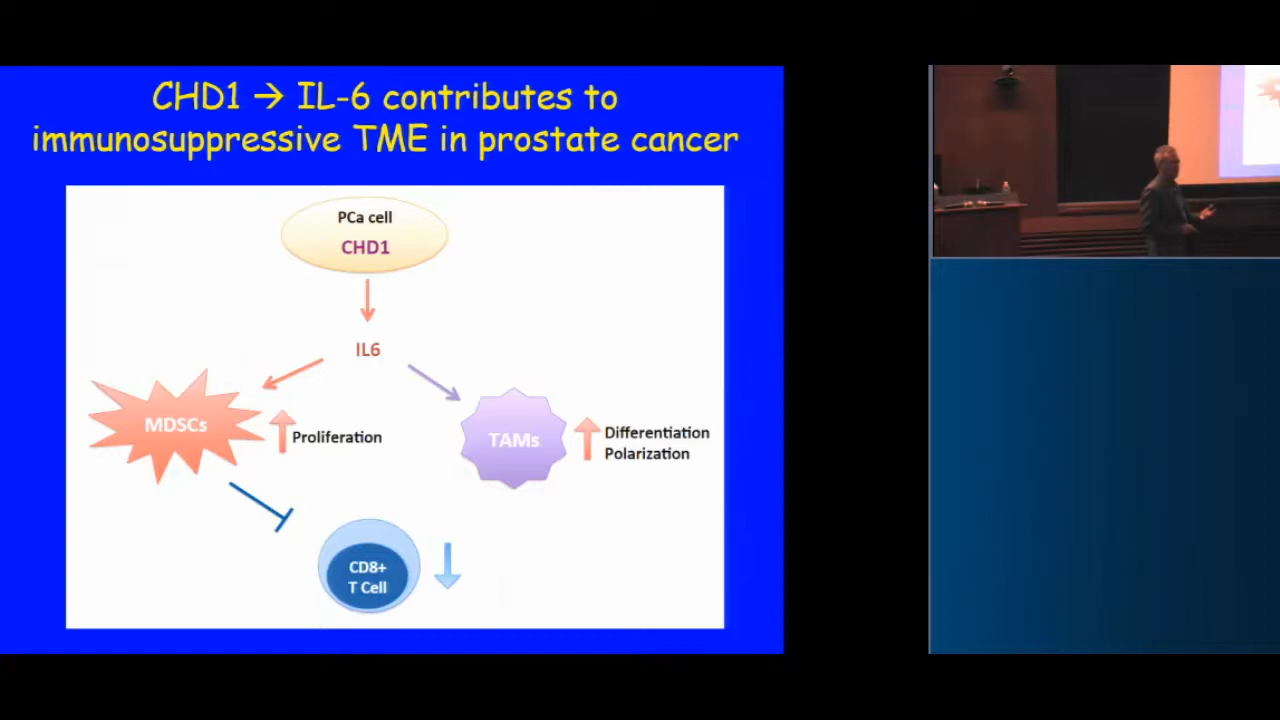 CHD1 → IL-6 contributes to
immunosuppressive TME in prostate cancer
PCa cell
CHD1
IL6
MDSCs
Proliferation
TAMs
Differentiation
Polarization
CD8+
T Cell